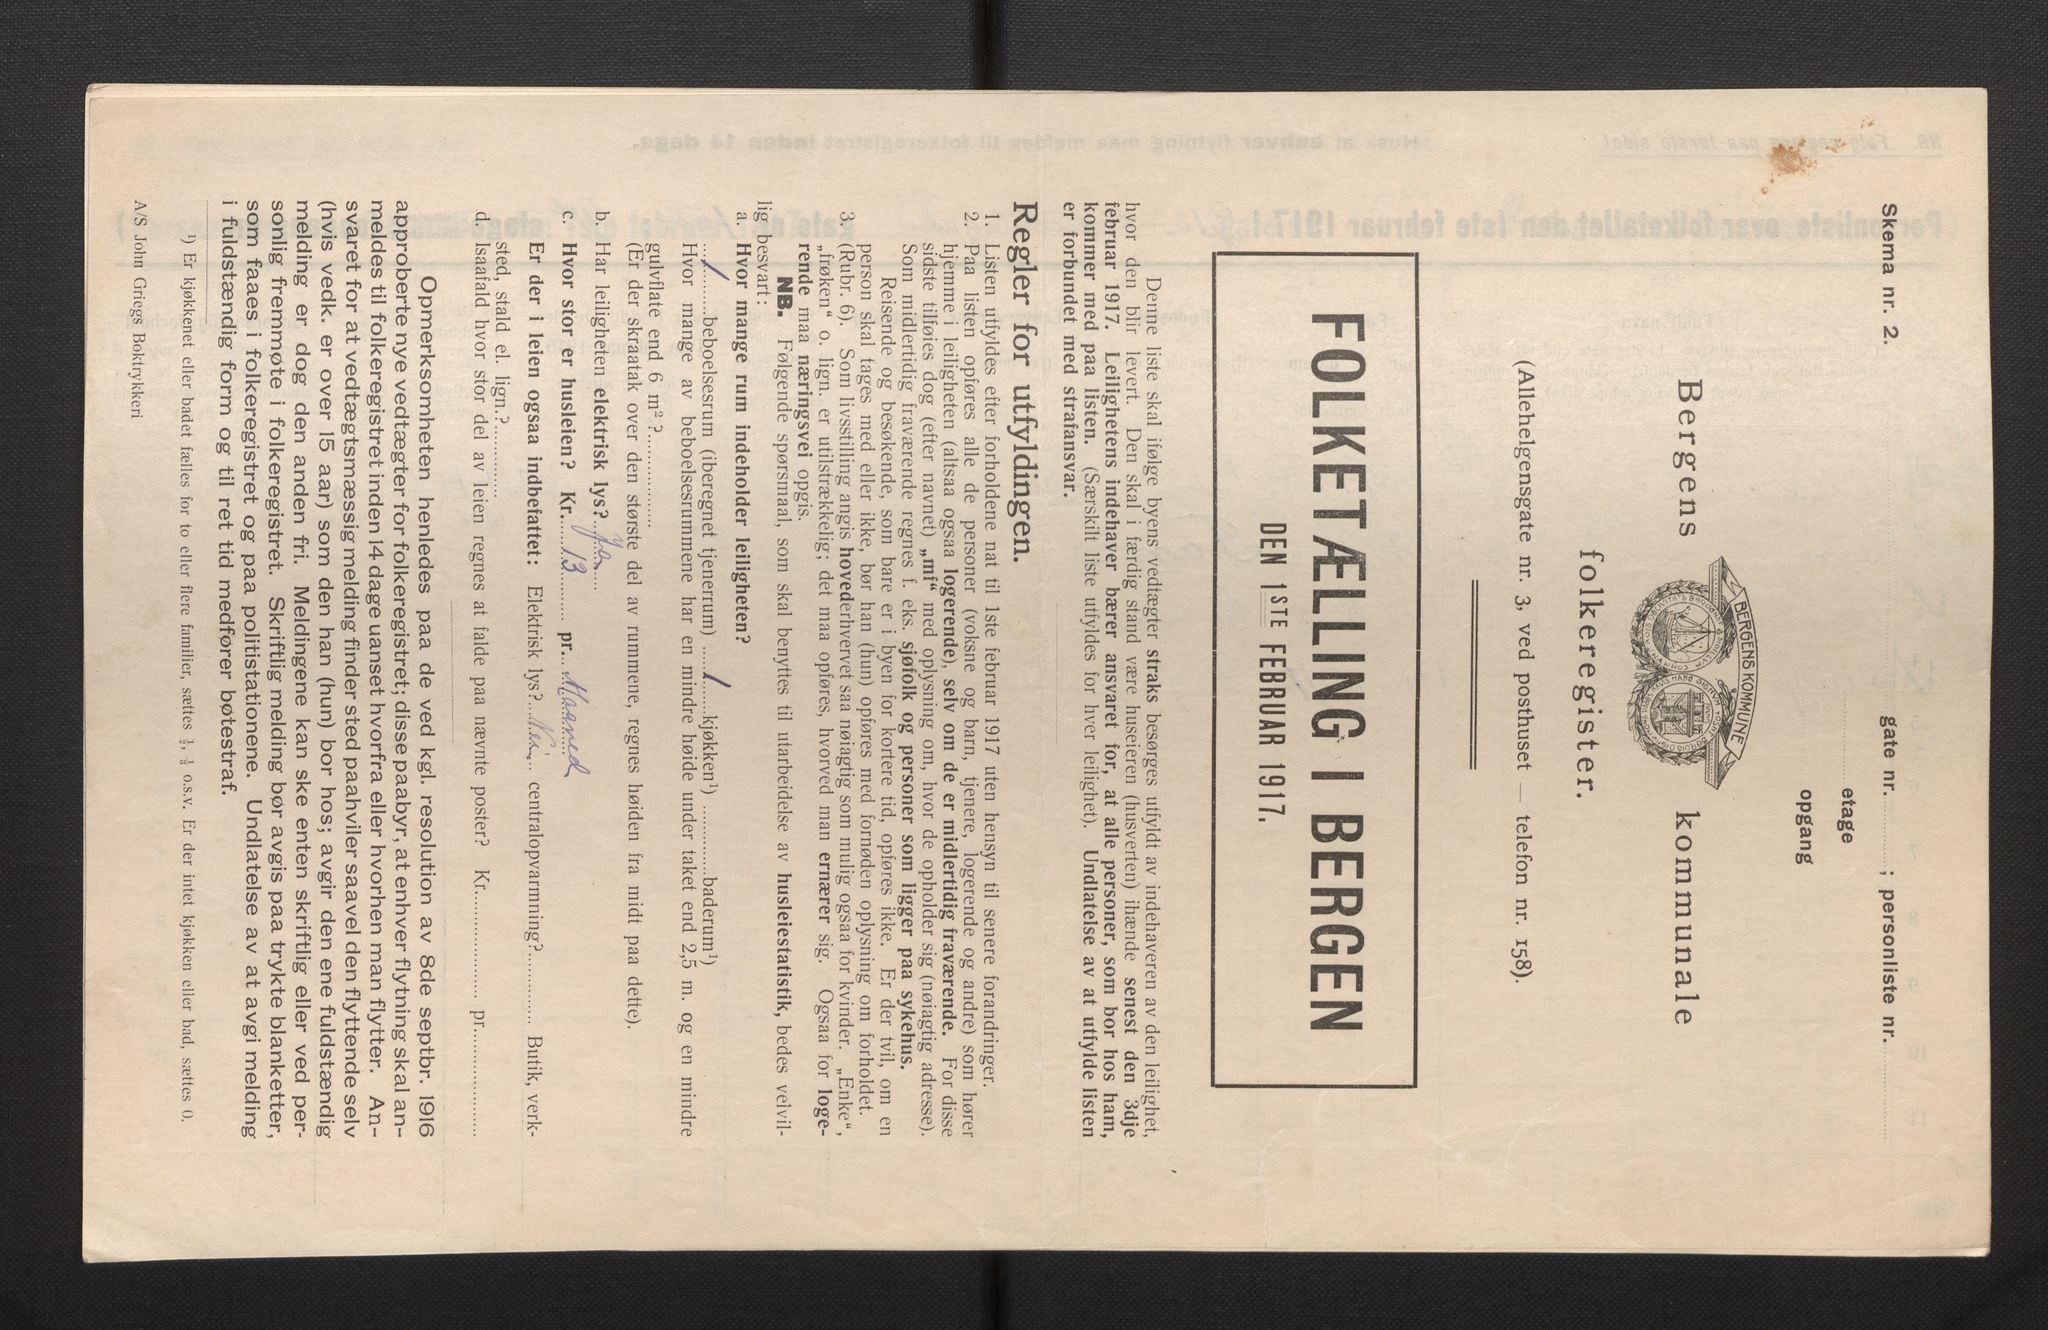 Skema nr. 2.
gate nr. ; personliste nr.
etage
opgang
Bergens kommunale
BERGENS KOMMUNE
folkeregister.
(Allehelgensgate nr. 3, ved posthuset — telefon nr. 158).
FOLKETÆLLING I BERGEN
DEN 1STE FEBRUAR 1917.
Denne liste skal ifølge byens vedtægter straks besørges utfyldt av indehaveren av den leilighet,
hvor den blir levert. Den skal i færdig stand være huseieren (husverten) ihænde senest den 3dje
februar 1917. Leilighetens indehaver bærer ansvaret for, at alle personer, som bor hos ham,
kommer med paa listen. (Særskilt liste utfyldes for hver leilighet). Undlatelse av at utfylde listen
er forbundet med strafansvar.
Regler for utfyldingen.
1. Listen utfyldes efter forholdene nat til 1ste februar 1917 uten hensyn til senere forandringer.
2. Paa listen opføres alle de personer (voksne og barn, tjenere, logerende og andre) som hører
hjemme i leiligheten (altsaa ogsaa logerende), selv om de er midlertidig fraværende. For disse
sidste tilføies dog (efter navnet) „mf“ med oplysning om, hvor de opholder sig (nøiagtig adresse).
Som midlertidig fraværende regnes f. eks. sjøfolk og personer som ligger paa sykehus.
Reisende og besøkende, som bare er i byen for kortere tid, opføres ikke. Er der tvil, om en
person skal tages med eller ikke, bør han (hun) opføres med fornøden oplysning om forholdet.
3. (Rubr. 6). Som livsstilling angis hovederhvervet saa nøiagtig som mulig ogsaa for kvinder. „Enke“,
„frøken“ o. lign. er utilstrækkelig; det maa opføres, hvorved man ernærer sig. Ogsaa for loge-
rende maa næringsvei opgis.
NB. Følgende spørsmaal, som skal benyttes til utarbeidelse av husleiestatistik, bedes velvil-
lig besvart:
a. Hvor mange rum indeholder leiligheten?
1 beboelsesrum (iberegnet tjenerrum) 1 kjøkken¹) baderum¹)
Hvor mange av beboelsesrummene har en mindre høide under taket end 2,5 m. og en mindre
gulvflate end 6 m²?
(Er der skraatak over den største del av rummene, regnes høiden fra midt paa dette).
b. Har leiligheten elektrisk lys? Ja
c. Hvor stor er husleien? Kr. 13 pr. Maaned
Er der i leien ogsaa indbefattet: Elektrisk lys? Nei. centralopvarmning? Butik, verk-
sted, stald el. lign.?
d. Isaafald hvor stor del av leien regnes at falde paa nævnte poster? Kr. pr.
Opmerksomheten henledes paa de ved kgl. resolution av 8de septbr. 1916
approberte nye vedtægter for folkeregistret; disse paabyr, at enhver flytning skal an-
meldes til folkeregistret inden 14 dage uanset hvorfra eller hvorhen man flytter. An-
svaret for at vedtægtsmæssig melding finder sted paahviler saavel den flyttende selv
(hvis vedk. er over 15 aar) som den han (hun) bor hos; avgir den ene fuldstændig
melding er dog den anden fri. Meldingene kan ske enten skriftlig eller ved per-
sonlig fremmøte i folkeregistret. Skriftlig melding bør avgis paa trykte blanketter,
som faaes i folkeregistret og paa politistationene. Undlatelse av at avgi melding
i fuldstændig form og til ret tid medfører bøtestraf.
¹) Er kjøkkenet eller badet fælles for to eller flere familier, sættes ½, ⅓ o.s.v. Er der intet kjøkken eller bad, sættes 0.
A/S John Griegs Boktrykkeri